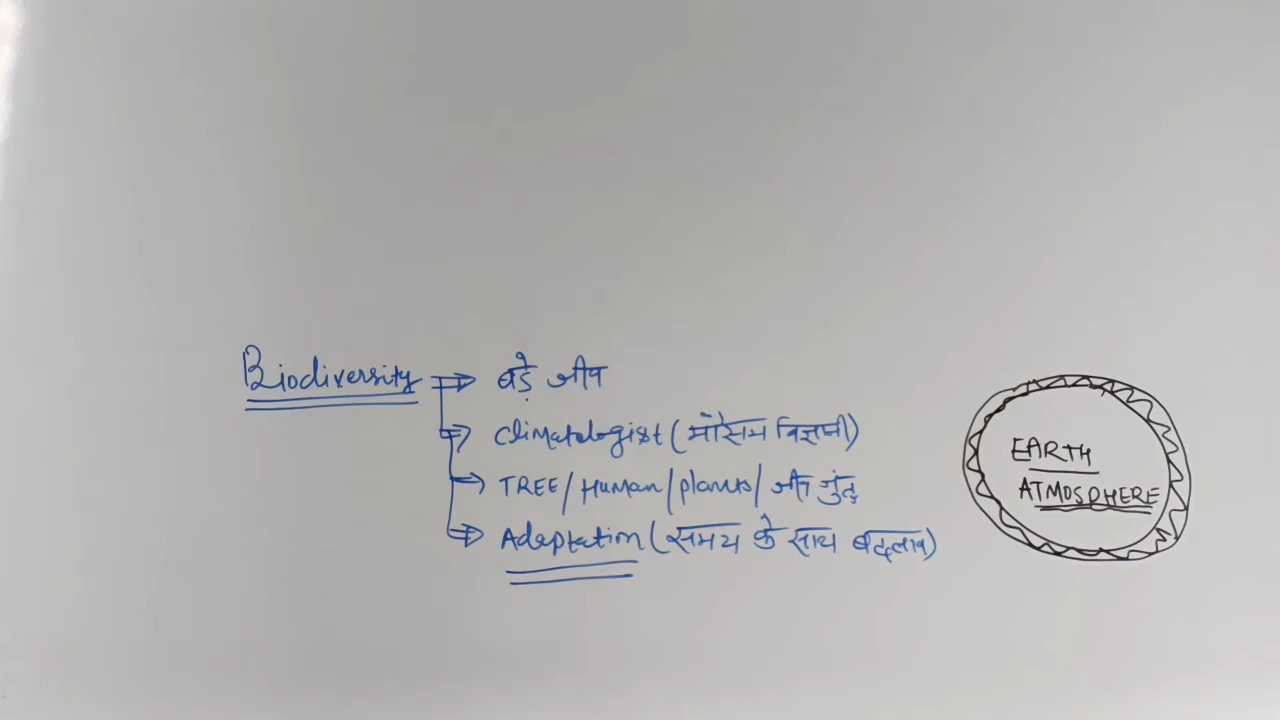 Biodiversity → बड़े जीव
climatologist (मौसम विज्ञानी)
TREE / Human / plants / जीव जंतु
Adaptation (समय के साथ बदलाव)
EARTH
ATMOSPHERE